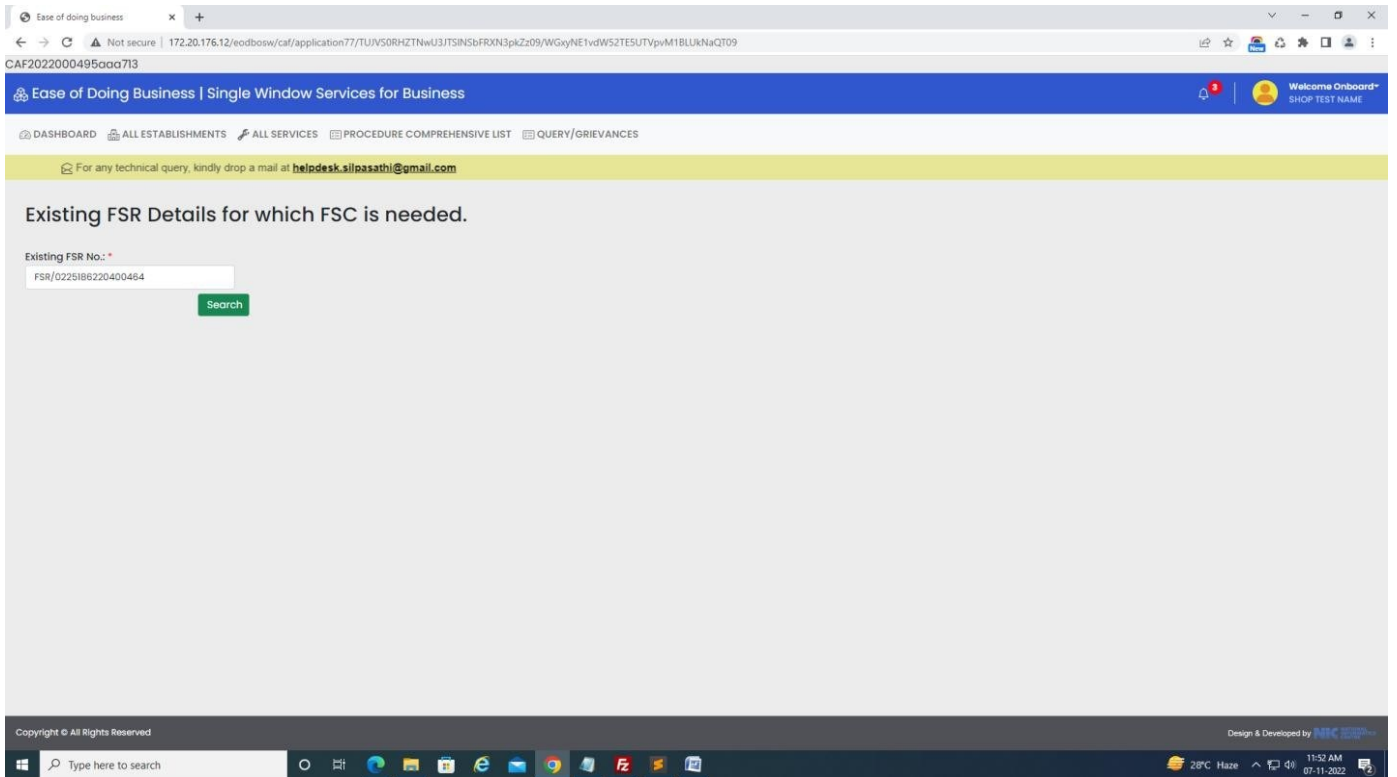 Ease of doing business
Not secure | 172.20.176.12/eodbosw/caf/application77/TUJVS0RHZTNwU3JTSlNSbFRXN3pkZz09/WGxyNE1vdW52TE5UTVpvM1BLUkNaQT09
CAF2022000495aaa713
Ease of Doing Business | Single Window Services for Business
3
Welcome Onboard
SHOP TEST NAME
DASHBOARD ALL ESTABLISHMENTS ALL SERVICES PROCEDURE COMPREHENSIVE LIST QUERY/GRIEVANCES
For any technical query, kindly drop a mail at helpdesk.silpasathi@gmail.com
Existing FSR Details for which FSC is needed.
Existing FSR No.: *
FSR/0225186220400464
Search
Copyright © All Rights Reserved
Design & Developed by NIC
Type here to search
28°C Haze
11:52 AM
07-11-2022
2